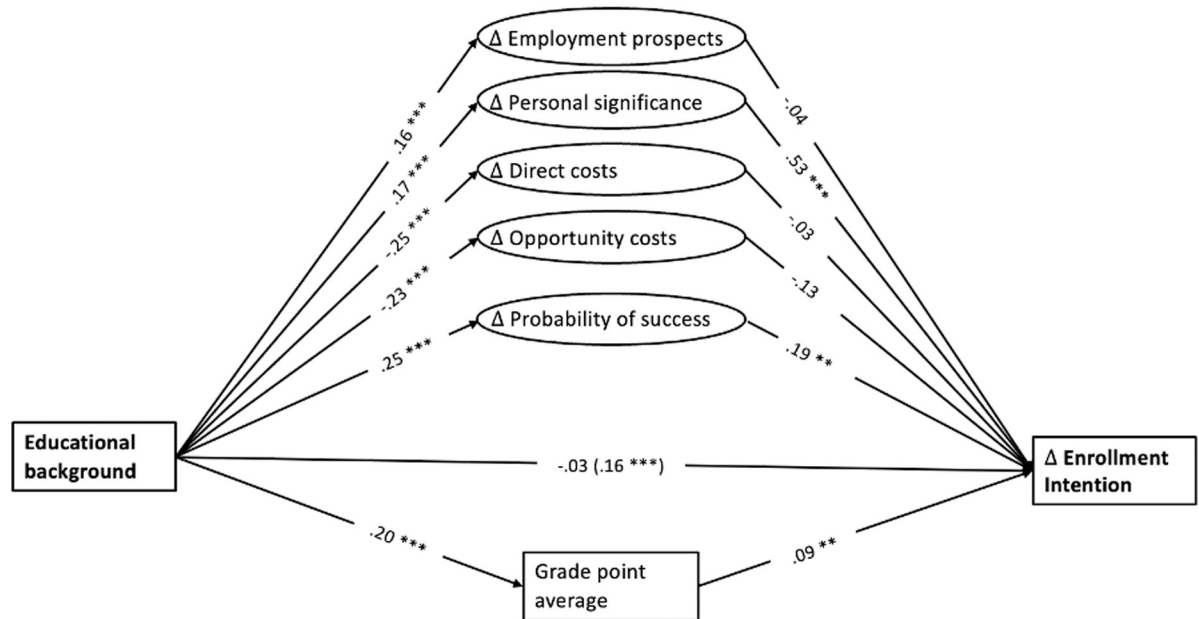 Δ Employment prospects
Δ Personal significance
Δ Direct costs
Δ Opportunity costs
Δ Probability of success
.16 ***
.17 ***
-.25 ***
-.23 ***
.25 ***
-.04
.53 ***
-.03
-.13
.19 **
Educational
background
-.03 (.16 ***)
Δ Enrollment
Intention
.20 ***
.09 **
Grade point
average